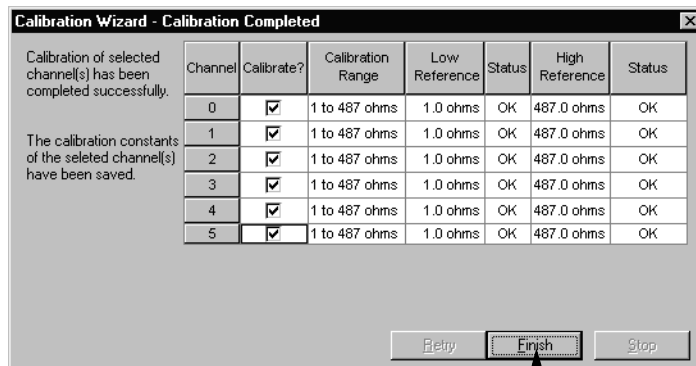 Calibration Wizard - Calibration Completed
Calibration of selected
channel(s) has been
completed successfully.
The calibration constants
of the seleted channel(s)
have been saved.
Channel Calibrate? Calibration Range Low Reference Status High Reference Status
0 1 to 487 ohms 1.0 ohms OK 487.0 ohms OK
1 1 to 487 ohms 1.0 ohms OK 487.0 ohms OK
2 1 to 487 ohms 1.0 ohms OK 487.0 ohms OK
3 1 to 487 ohms 1.0 ohms OK 487.0 ohms OK
4 1 to 487 ohms 1.0 ohms OK 487.0 ohms OK
5 1 to 487 ohms 1.0 ohms OK 487.0 ohms OK
Retry Finish Stop